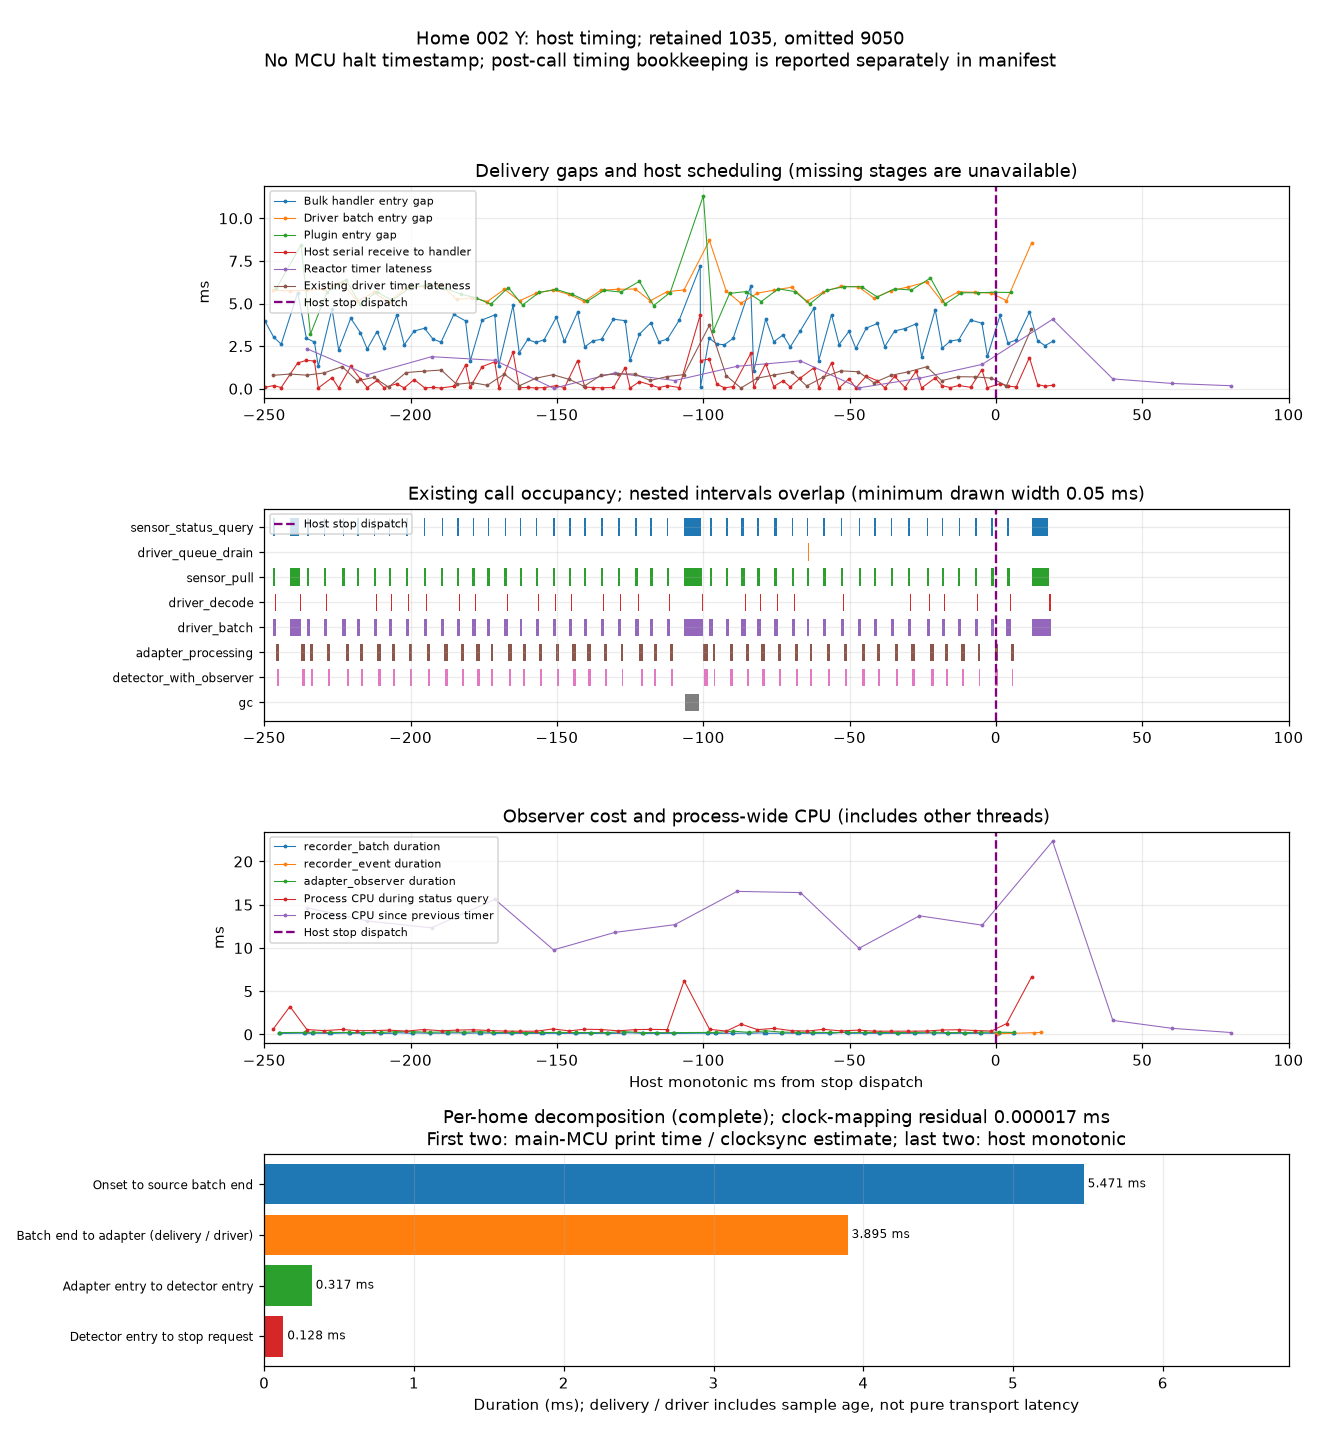 Home 002 Y: host timing; retained 1035, omitted 9050
No MCU halt timestamp; post-call timing bookkeeping is reported separately in manifest
Delivery gaps and host scheduling (missing stages are unavailable)
Bulk handler entry gap
Driver batch entry gap
Plugin entry gap
Host serial receive to handler
Reactor timer lateness
Existing driver timer lateness
Host stop dispatch
10.0
7.5
5.0
2.5
0.0
ms
−250 −200 −150 −100 −50 0 50 100
Existing call occupancy; nested intervals overlap (minimum drawn width 0.05 ms)
Host stop dispatch
sensor_status_query
driver_queue_drain
sensor_pull
driver_decode
driver_batch
adapter_processing
detector_with_observer
gc
−250 −200 −150 −100 −50 0 50 100
Observer cost and process-wide CPU (includes other threads)
recorder_batch duration
recorder_event duration
adapter_observer duration
Process CPU during status query
Process CPU since previous timer
Host stop dispatch
20
15
10
5
0
ms
−250 −200 −150 −100 −50 0 50 100
Host monotonic ms from stop dispatch
Per-home decomposition (complete); clock-mapping residual 0.000017 ms
First two: main-MCU print time / clocksync estimate; last two: host monotonic
Onset to source batch end 5.471 ms
Batch end to adapter (delivery / driver) 3.895 ms
Adapter entry to detector entry 0.317 ms
Detector entry to stop request 0.128 ms
0 1 2 3 4 5 6
Duration (ms); delivery / driver includes sample age, not pure transport latency